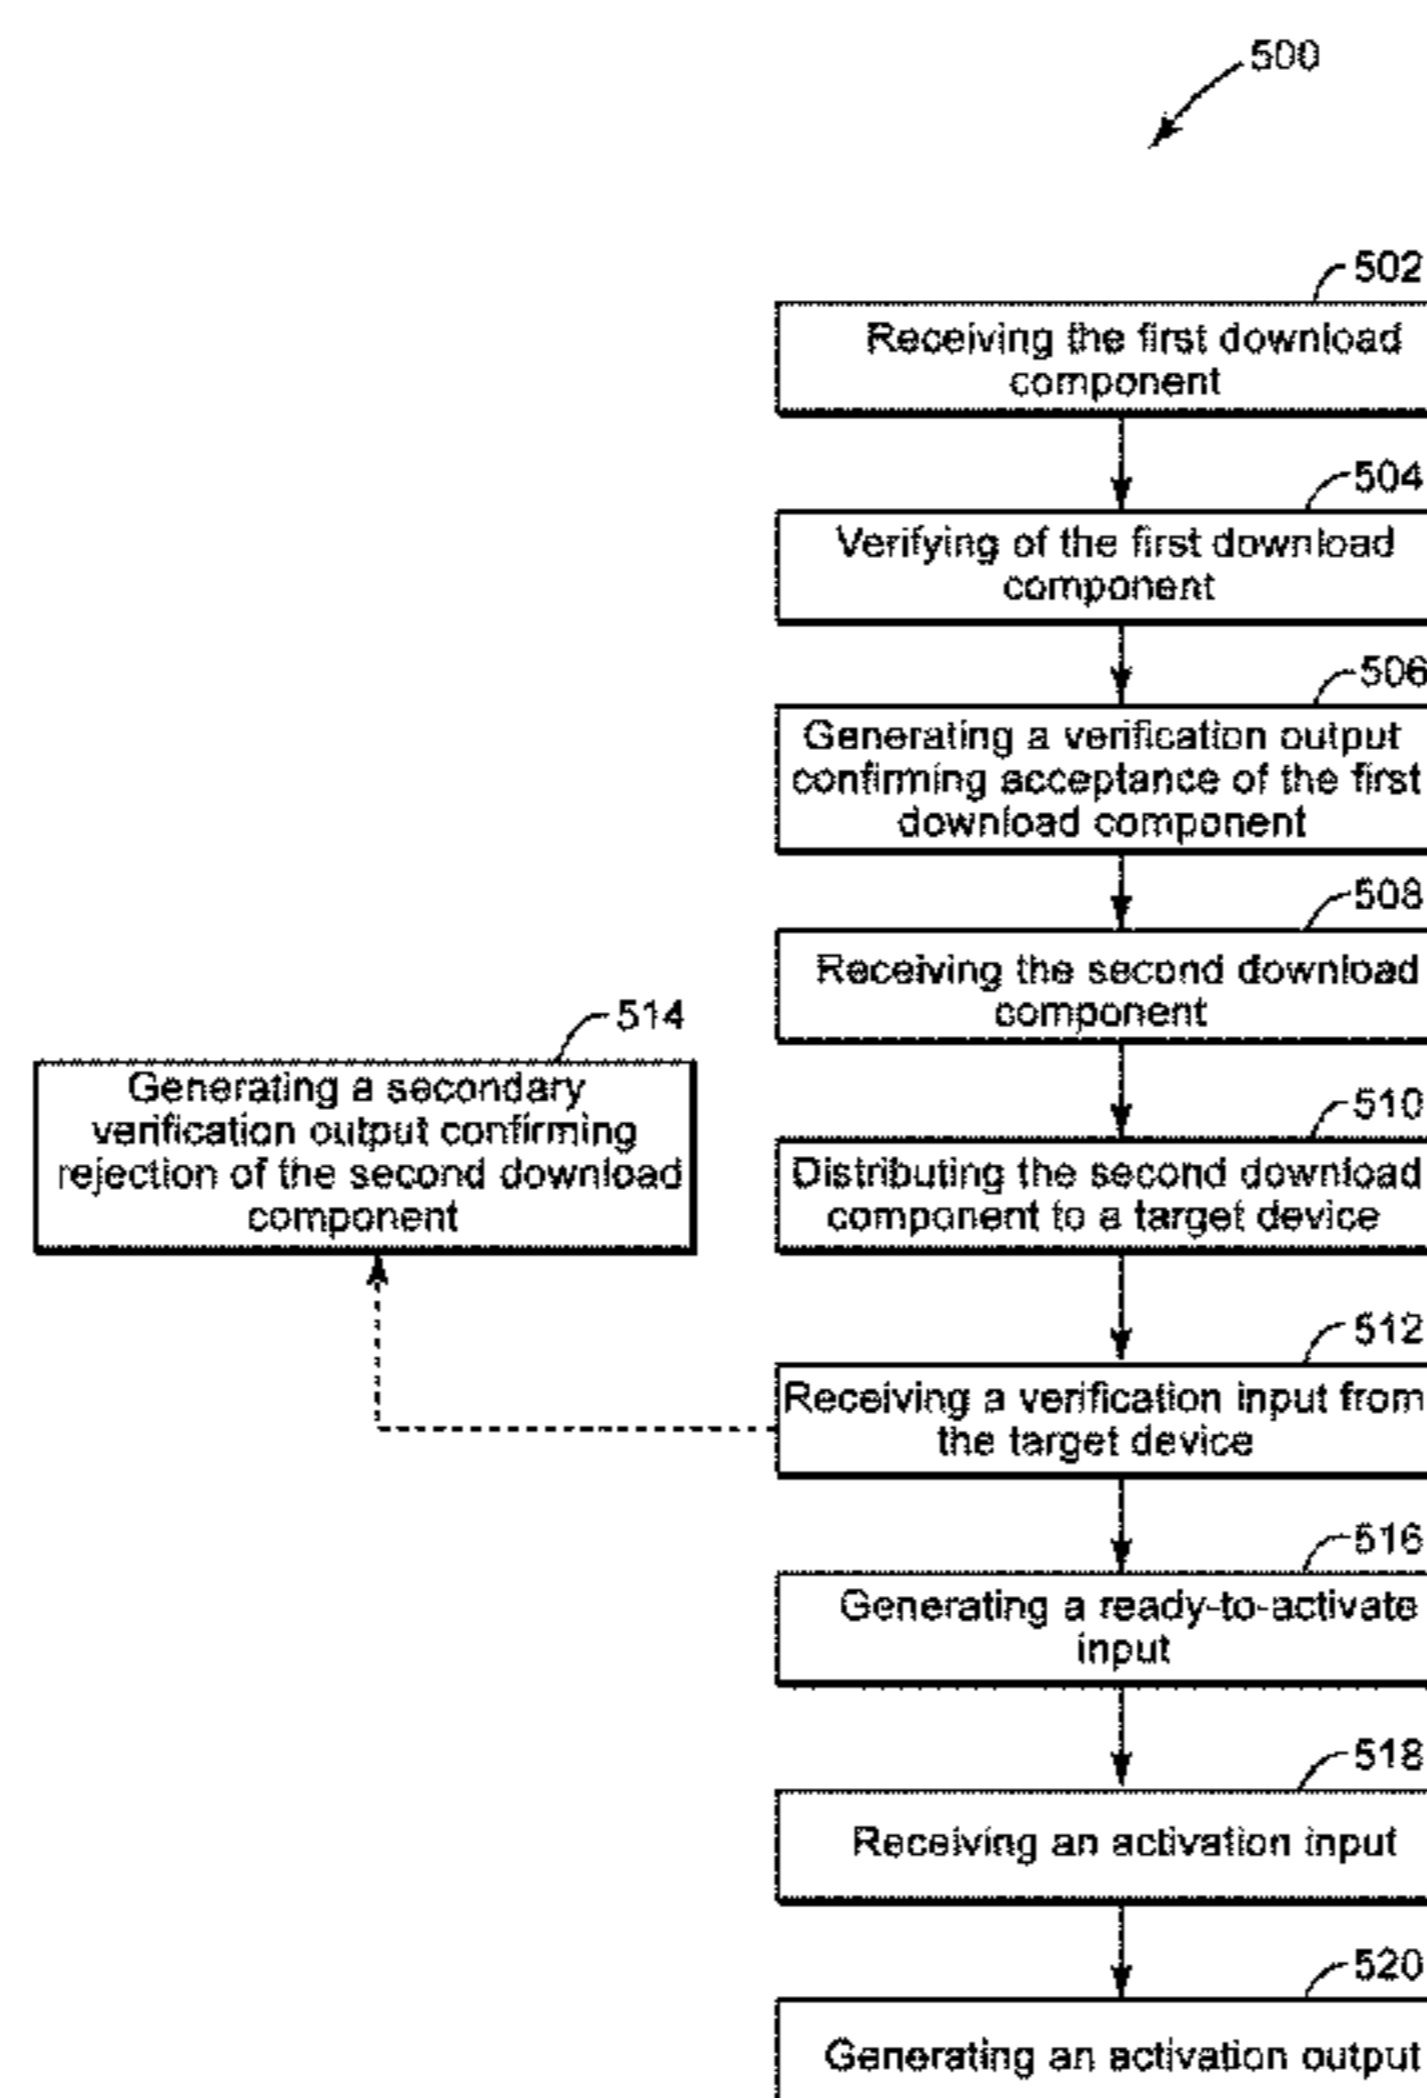 500
502
Receiving the first download
component
504
Verifying of the first download
component
506
Generating a verification output
confirming acceptance of the first
download component
508
Receiving the second download
component
514
Generating a secondary
verification output confirming
rejection of the second download
component
510
Distributing the second download
component to a target device
512
Receiving a verification input from
the target device
516
Generating a ready-to-activate
input
518
Receiving an activation input
520
Generating an activation output